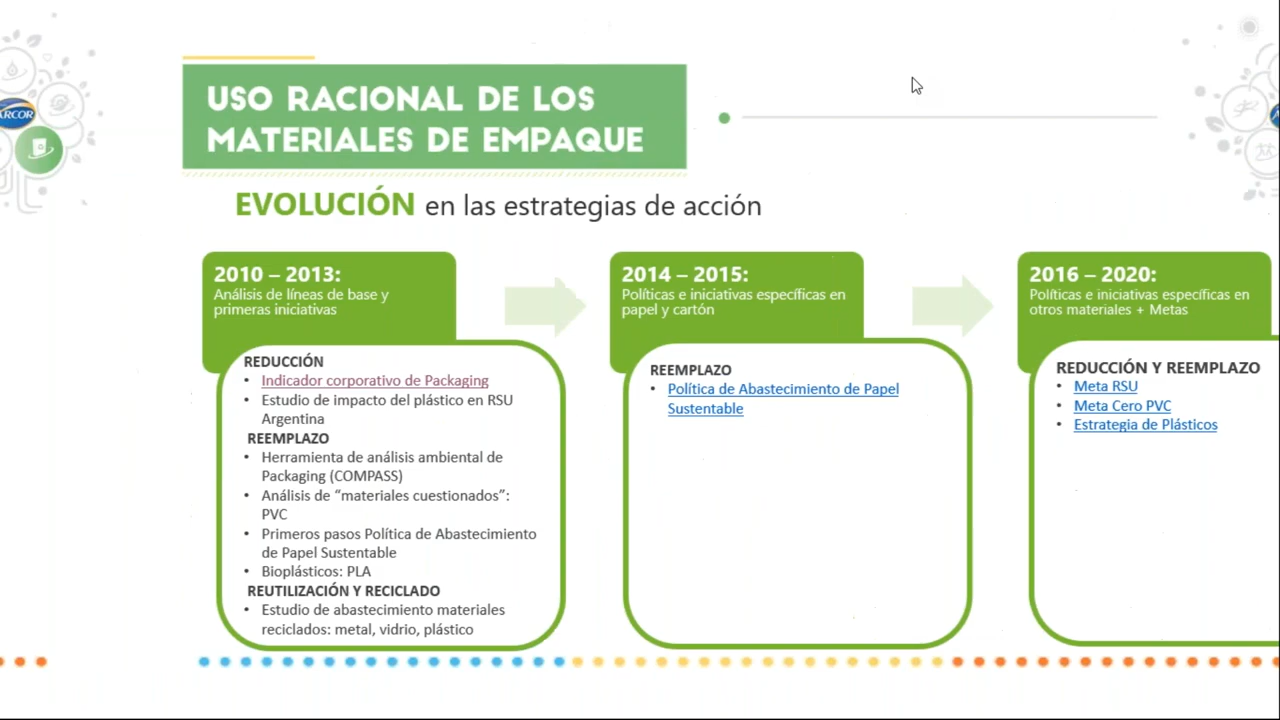 USO RACIONAL DE LOS
MATERIALES DE EMPAQUE
ARCOR
EVOLUCIÓN en las estrategias de acción
2010 – 2013:
Análisis de líneas de base y
primeras iniciativas
REDUCCIÓN
• Indicador corporativo de Packaging
• Estudio de impacto del plástico en RSU
Argentina
REEMPLAZO
• Herramienta de análisis ambiental de
Packaging (COMPASS)
• Análisis de “materiales cuestionados”:
PVC
• Primeros pasos Política de Abastecimiento
de Papel Sustentable
• Bioplásticos: PLA
REUTILIZACIÓN Y RECICLADO
• Estudio de abastecimiento materiales
reciclados: metal, vidrio, plástico
2014 – 2015:
Políticas e iniciativas específicas en
papel y cartón
REEMPLAZO
• Política de Abastecimiento de Papel
Sustentable
2016 – 2020:
Políticas e iniciativas específicas en
otros materiales + Metas
REDUCCIÓN Y REEMPLAZO
• Meta RSU
• Meta Cero PVC
• Estrategia de Plásticos